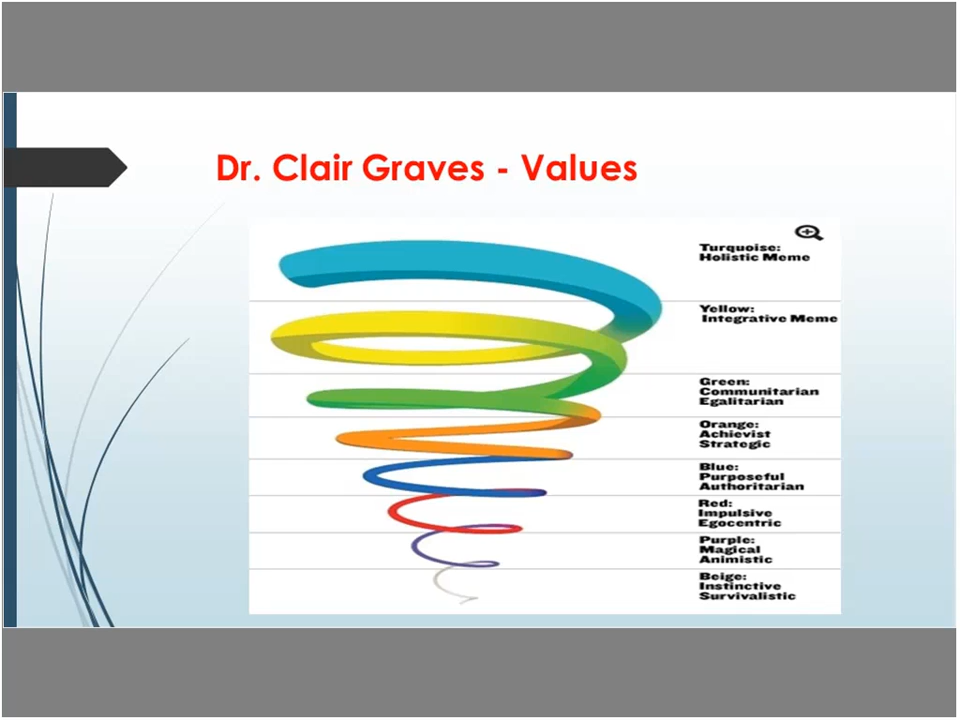 Dr. Clair Graves - Values
Turquoise:
Holistic Meme
Yellow:
Integrative Meme
Green:
Communitarian
Egalitarian
Orange:
Achievist
Strategic
Blue:
Purposeful
Authoritarian
Red:
Impulsive
Egocentric
Purple:
Magical
Animistic
Beige:
Instinctive
Survivalistic